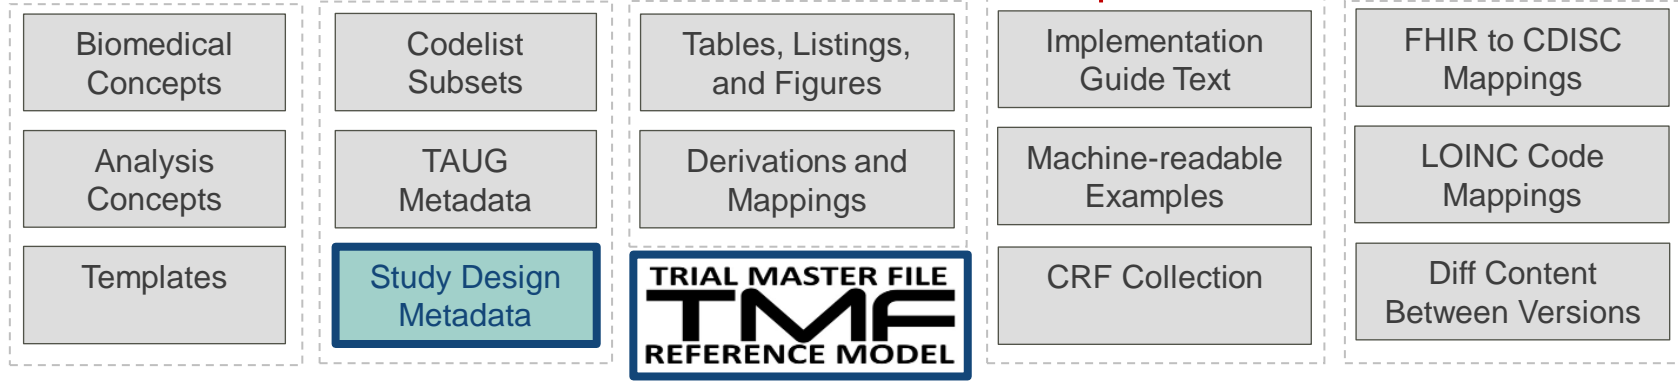 Biomedical
Concepts
Analysis
Concepts
Templates
Codelist
Subsets
TAUG
Metadata
Study Design
Metadata
Tables, Listings,
and Figures
Derivations and
Mappings
TRIAL MASTER FILE
TMF
REFERENCE MODEL
Implementation
Guide Text
Machine-readable
Examples
CRF Collection
FHIR to CDISC
Mappings
LOINC Code
Mappings
Diff Content
Between Versions